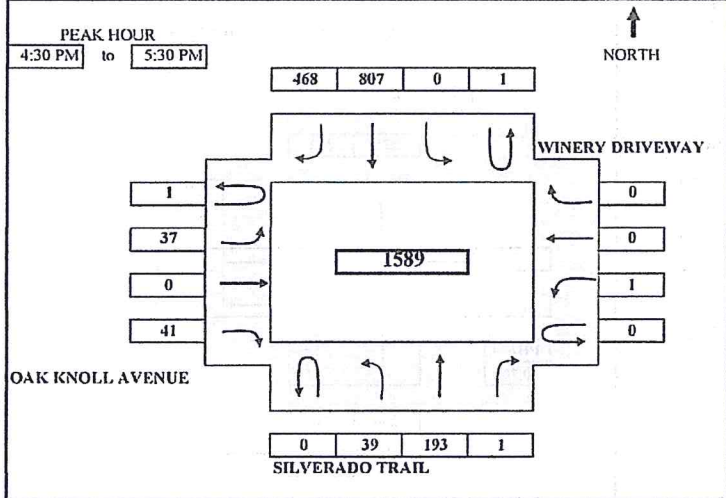 PEAK HOUR
4:30 PM to 5:30 PM
NORTH
468 807 0 1
WINERY DRIVEWAY
1 0
37 0
1589
0 1
41 0
OAK KNOLL AVENUE
0 39 193 1
SILVERADO TRAIL